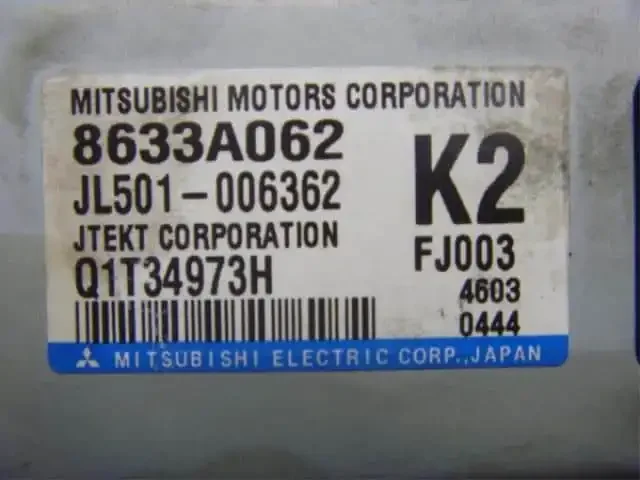 MITSUBISHI MOTORS CORPORATION
8633A062
K2
JL501-006362
JTEKT CORPORATION
FJ003
Q1T34973H
4603
0444
MITSUBISHI ELECTRIC CORP.,JAPAN